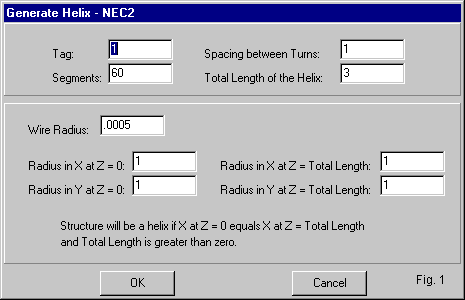 Generate Helix - NEC2
Tag: 1 Spacing between Turns: 1
Segments: 60 Total Length of the Helix: 3
Wire Radius: .0005
Radius in X at Z = 0: 1 Radius in X at Z = Total Length: 1
Radius in Y at Z = 0: 1 Radius in Y at Z = Total Length: 1
Structure will be a helix if X at Z = 0 equals X at Z = Total Length
and Total Length is greater than zero.
OK Cancel Fig. 1